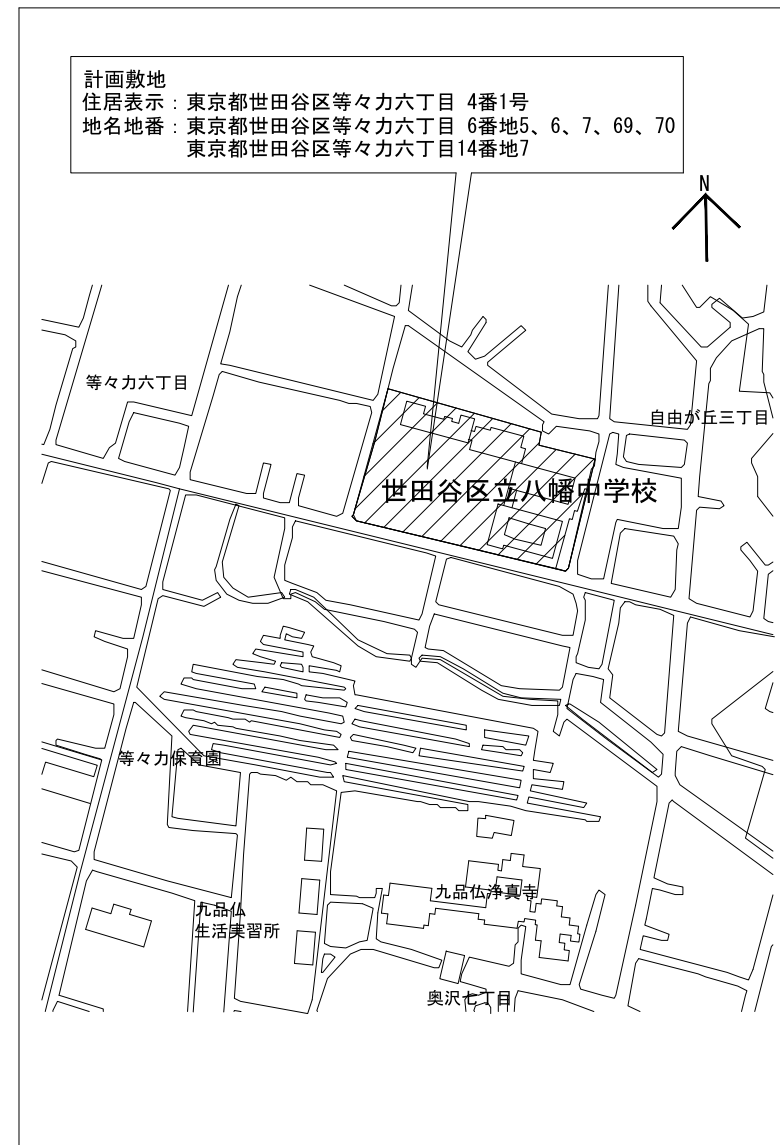 計画敷地
住居表示：東京都世田谷区等々力六丁目 4番1号
地名地番：東京都世田谷区等々力六丁目 6番地5、6、7、69、70
東京都世田谷区等々力六丁目14番地7
N
等々力六丁目
自由が丘三丁目
世田谷区立八幡中学校
等々力保育園
九品仏浄真寺
九品仏
生活実習所
奥沢七丁目